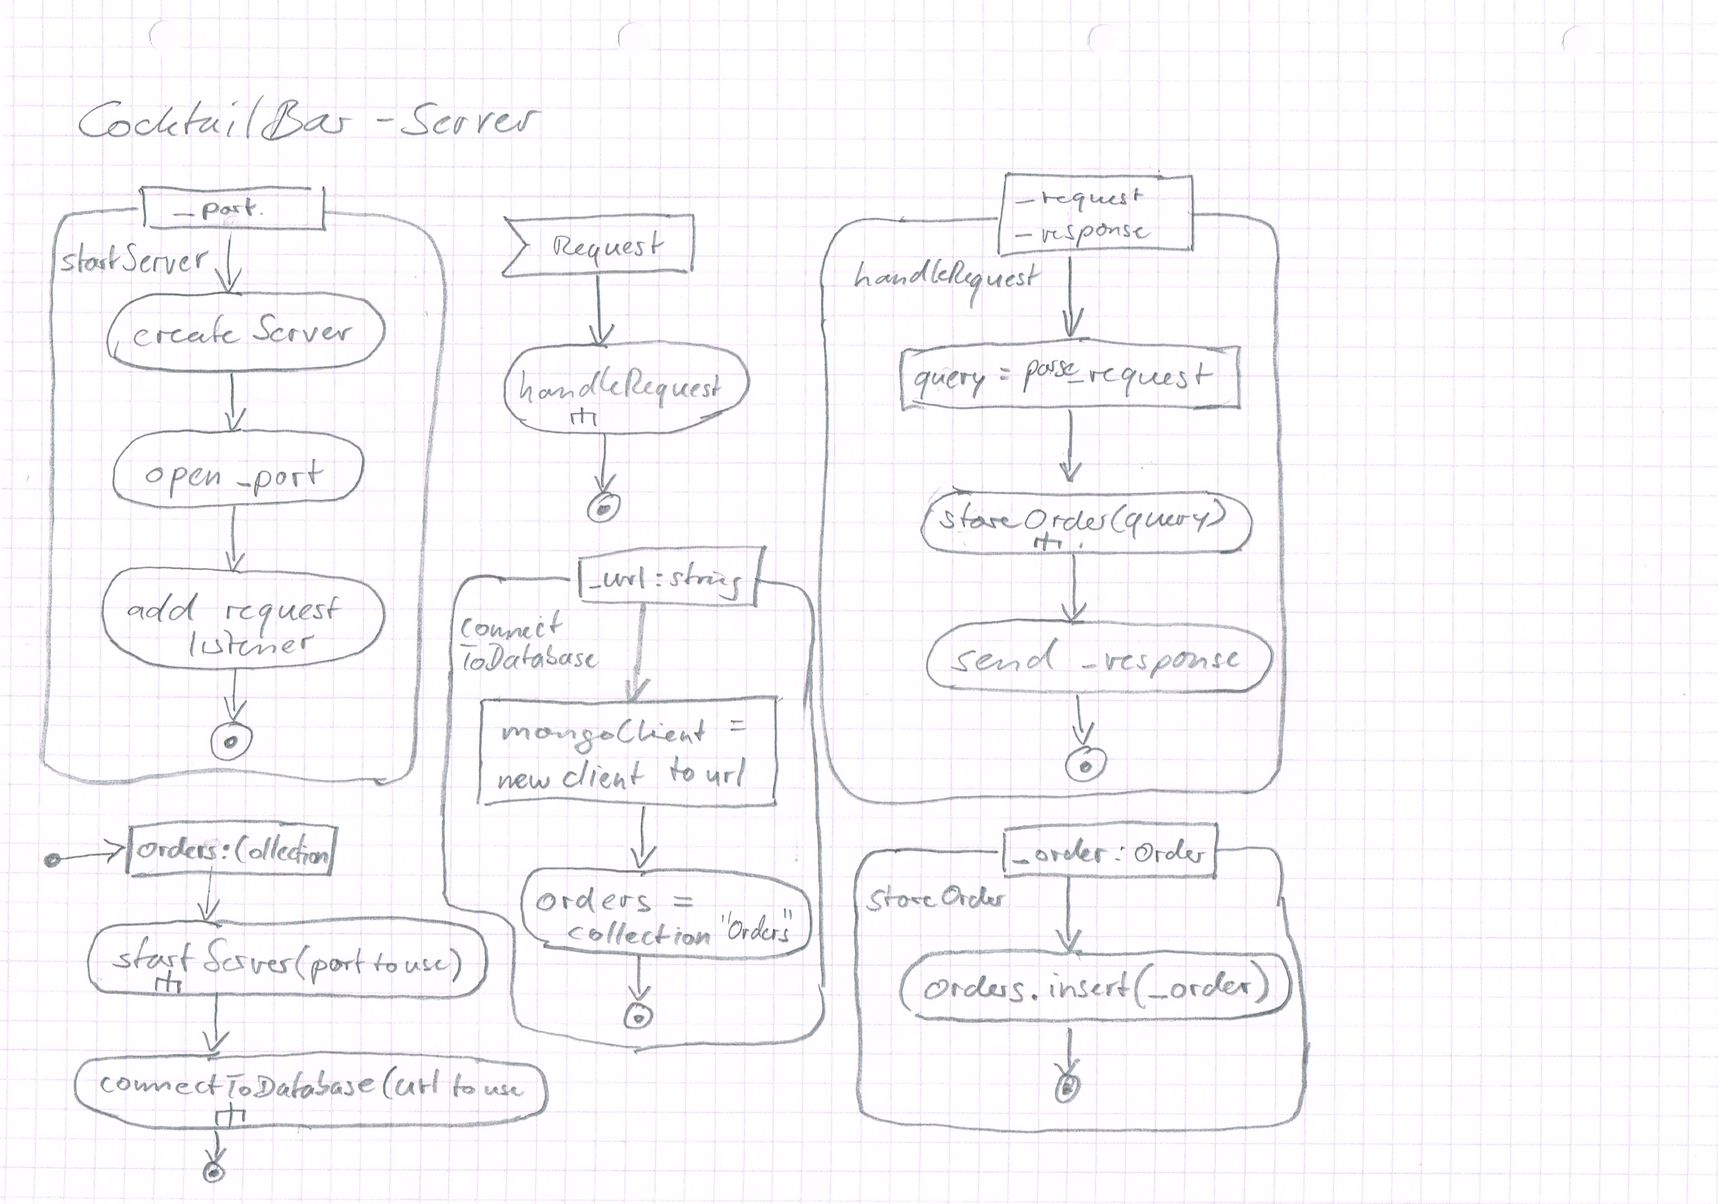 CocktailBar - Server
_port.
startServer
create Server
open _port
add request
listener
orders: Collection
startServer(port to use)
connectToDatabase(url to use
Request
handleRequest
_url: string
connect
ToDatabase
mongoClient =
new client to url
orders =
collection "Orders"
_request
_response
handleRequest
query = parse_request
storeOrder(query)
send _response
_order: Order
storeOrder
orders.insert(_order)